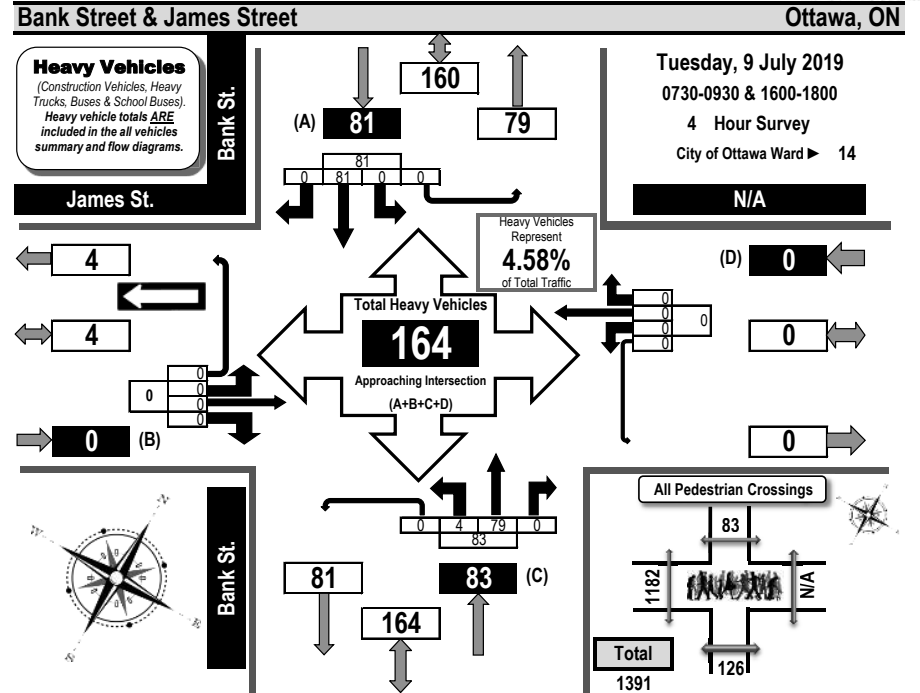 Bank Street & James Street
Ottawa, ON
Heavy Vehicles
(Construction Vehicles, Heavy
Trucks, Buses & School Buses).
Heavy vehicle totals ARE
included in the all vehicles
summary and flow diagrams.
Bank St.
James St.
(A)
81
160
79
81
0 81 0 0
Tuesday, 9 July 2019
0730-0930 & 1600-1800
4 Hour Survey
City of Ottawa Ward ► 14
N/A
Heavy Vehicles
Represent
4.58%
of Total Traffic
4
4
0
0
0
0
0
0 (B)
Total Heavy Vehicles
164
Approaching Intersection
(A+B+C+D)
(D) 0
0
0
0
0
0
0
0
0 4 79 0
83
81
164
83 (C)
N
W
E
S
Bank St.
All Pedestrian Crossings
83
1182
N/A
126
Total
1391
N
W
E
S